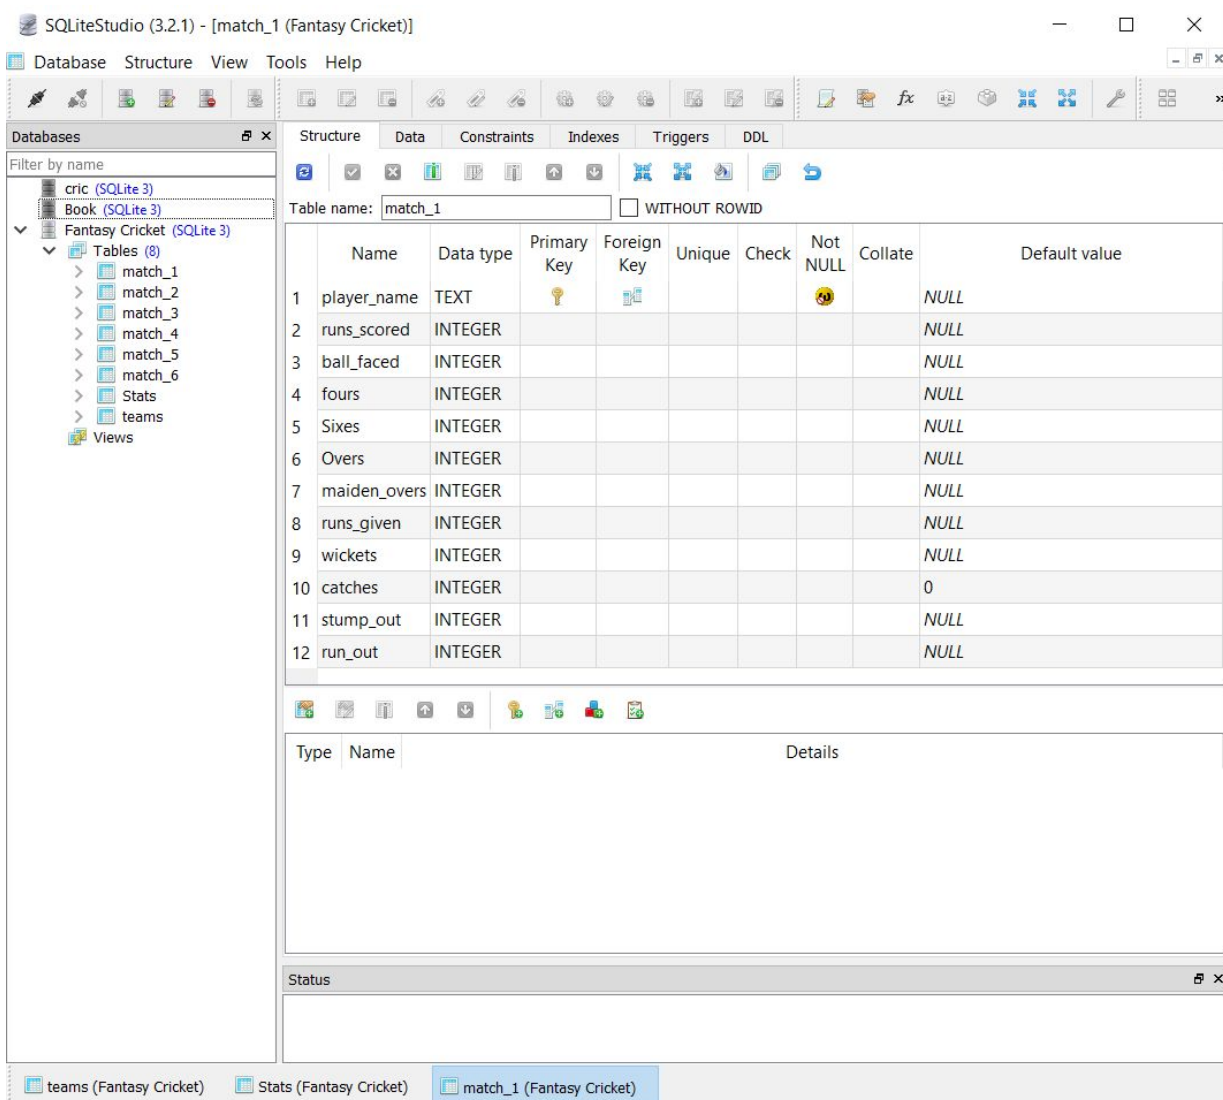 SQLiteStudio (3.2.1) - [match_1 (Fantasy Cricket)]
Database Structure View Tools Help
Databases
Filter by name
cric (SQLite 3)
Book (SQLite 3)
Fantasy Cricket (SQLite 3)
Tables (8)
match_1
match_2
match_3
match_4
match_5
match_6
Stats
teams
Views
Structure Data Constraints Indexes Triggers DDL
Table name: match_1 WITHOUT ROWID
Name Data type Primary Key Foreign Key Unique Check Not NULL Collate Default value
1 player_name TEXT NULL
2 runs_scored INTEGER NULL
3 ball_faced INTEGER NULL
4 fours INTEGER NULL
5 Sixes INTEGER NULL
6 Overs INTEGER NULL
7 maiden_overs INTEGER NULL
8 runs_given INTEGER NULL
9 wickets INTEGER NULL
10 catches INTEGER 0
11 stump_out INTEGER NULL
12 run_out INTEGER NULL
Type Name Details
Status
teams (Fantasy Cricket) Stats (Fantasy Cricket) match_1 (Fantasy Cricket)